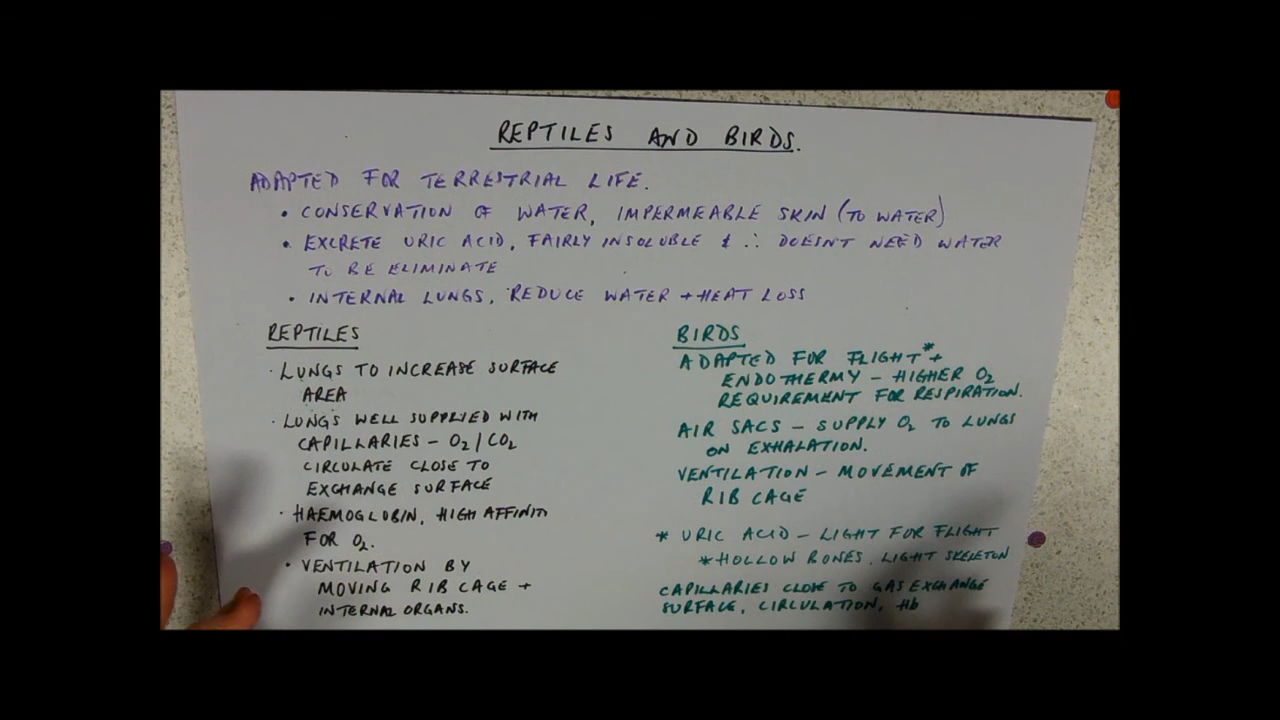 REPTILES AND BIRDS.
ADAPTED FOR TERRESTRIAL LIFE.
• CONSERVATION OF WATER, IMPERMEABLE SKIN (TO WATER)
• EXCRETE URIC ACID, FAIRLY INSOLUBLE & ∴ DOESN'T NEED WATER
TO BE ELIMINATE
• INTERNAL LUNGS, REDUCE WATER + HEAT LOSS
REPTILES
· LUNGS TO INCREASE SURFACE
AREA
· LUNGS WELL SUPPLIED WITH
CAPILLARIES – O₂/CO₂
CIRCULATE CLOSE TO
EXCHANGE SURFACE
· HAEMOGLOBIN, HIGH AFFINITY
FOR O₂.
• VENTILATION BY
MOVING RIB CAGE +
INTERNAL ORGANS.
BIRDS
ADAPTED FOR FLIGHT* +
ENDOTHERMY – HIGHER O₂
REQUIREMENT FOR RESPIRATION.
AIR SACS – SUPPLY O₂ TO LUNGS
ON EXHALATION.
VENTILATION – MOVEMENT OF
RIB CAGE
* URIC ACID – LIGHT FOR FLIGHT
* HOLLOW BONES. LIGHT SKELETON
CAPILLARIES CLOSE TO GAS EXCHANGE
SURFACE, CIRCULATION, Hb